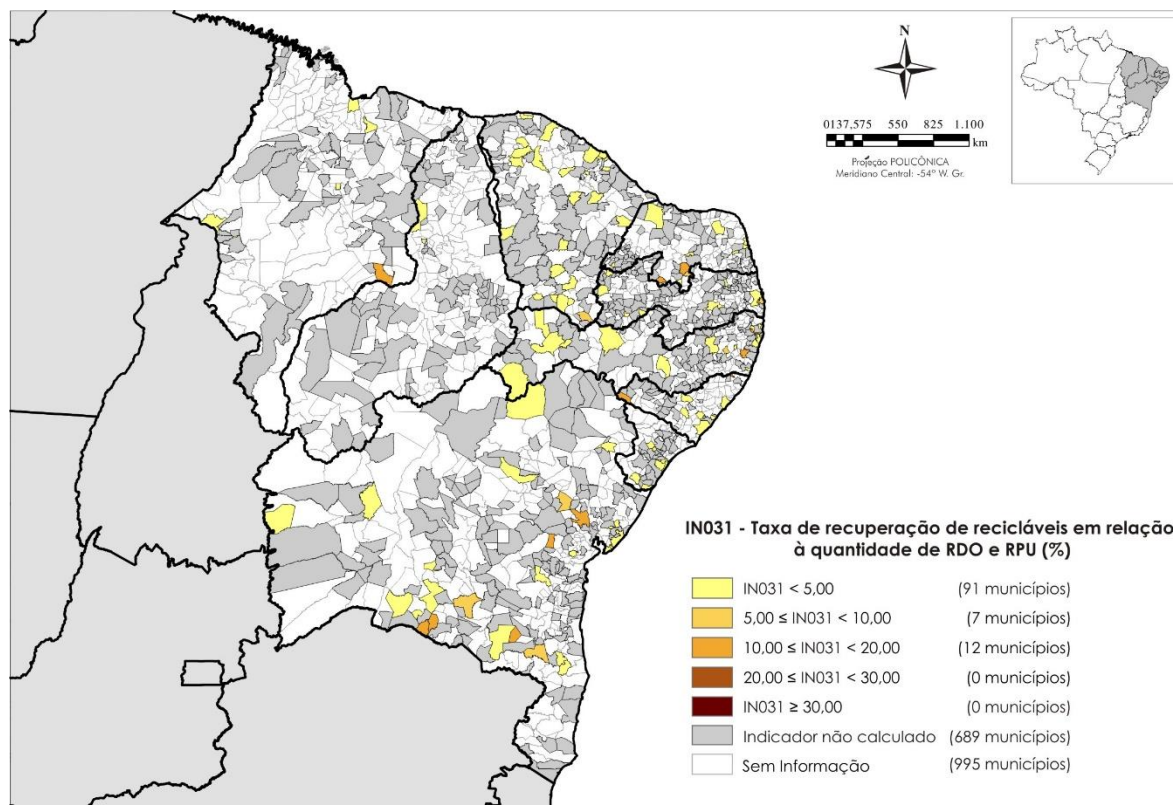 N
0137,575 550 825 1.100
km
Projeção POLICÔNICA
Meridiano Central: -54º W. Gr.
IN031 - Taxa de recuperação de recicláveis em relação
à quantidade de RDO e RPU (%)
IN031 < 5,00 (91 municípios)
5,00 ≤ IN031 < 10,00 (7 municípios)
10,00 ≤ IN031 < 20,00 (12 municípios)
20,00 ≤ IN031 < 30,00 (0 municípios)
IN031 ≥ 30,00 (0 municípios)
Indicador não calculado (689 municípios)
Sem Informação (995 municípios)